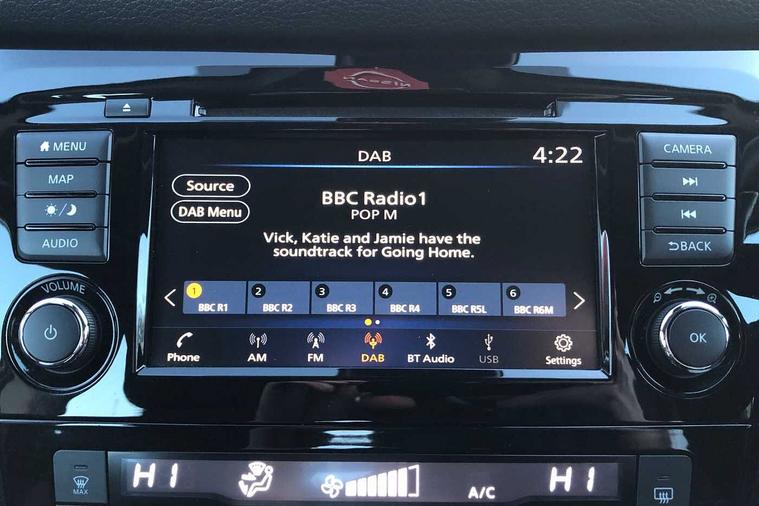 MENU
MAP
AUDIO
VOLUME
DAB
4:22
Source
DAB Menu
BBC Radio1
POP M
Vick, Katie and Jamie have the
soundtrack for Going Home.
1 2 3 4 5 6
BBC R1 BBC R2 BBC R3 BBC R4 BBC R5L BBC R6M
Phone AM FM DAB BT Audio USB Settings
CAMERA
BACK
OK
MAX
HI A/C HI